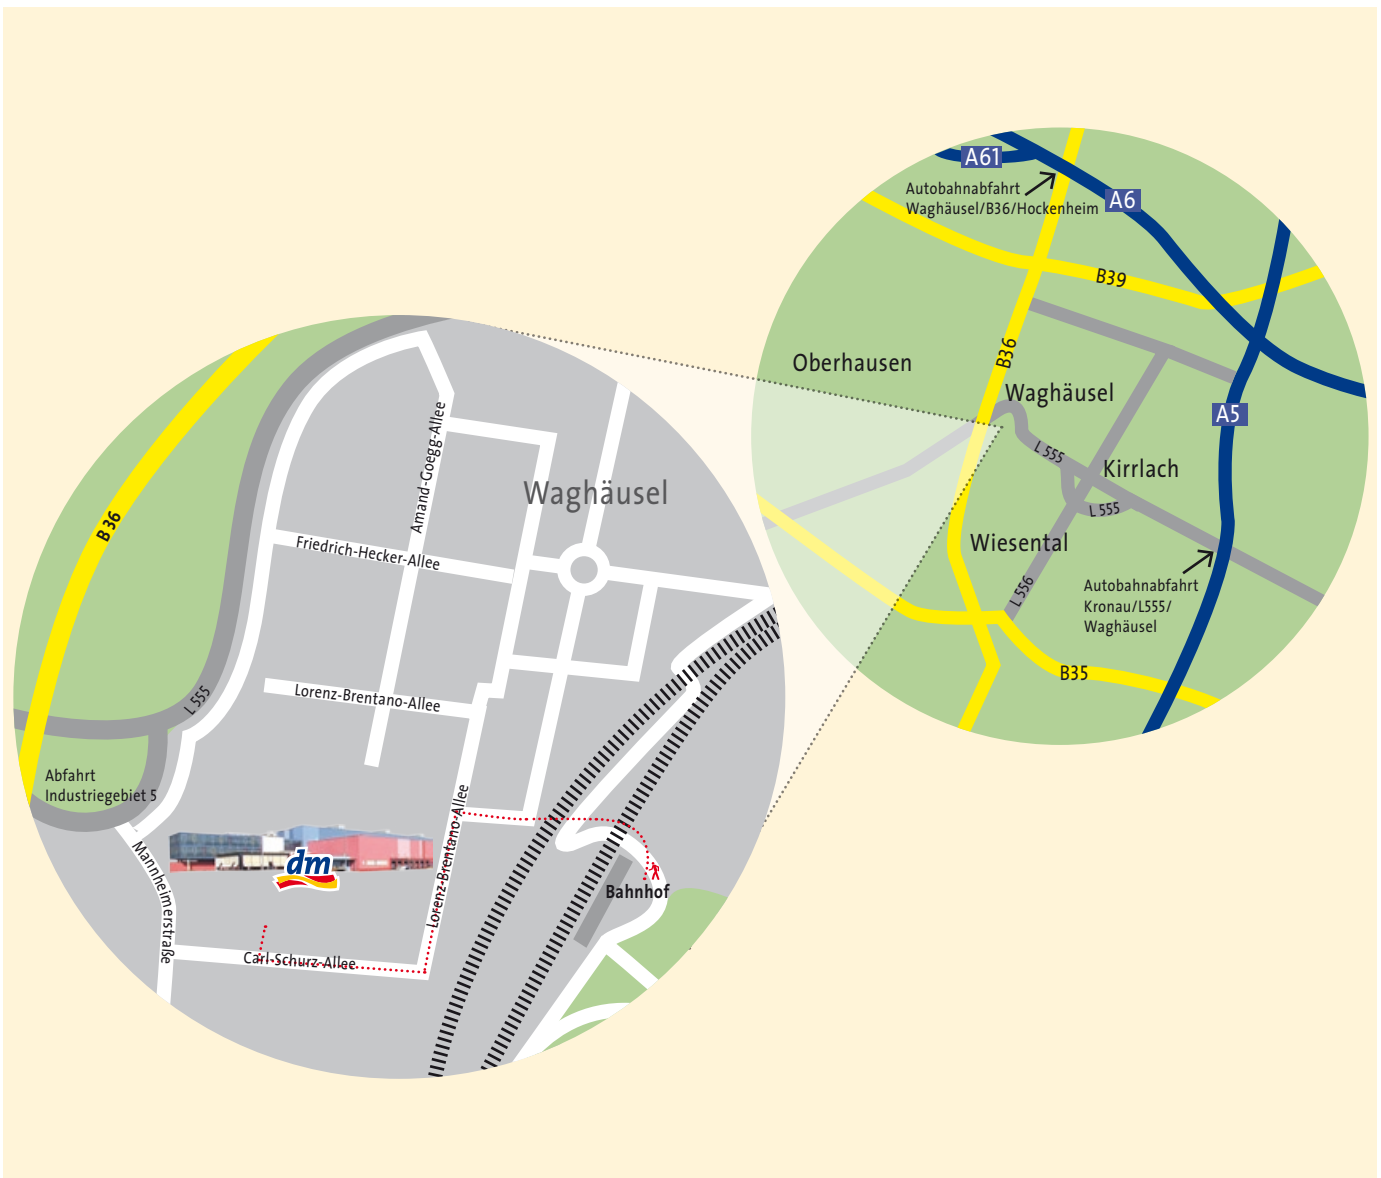 A61
Autobahnabfahrt
Waghäusel/B36/Hockenheim
A6
B39
B36
Oberhausen
Waghäusel
A5
L 555
Kirrlach
L 555
Wiesental
Autobahnabfahrt
Kronau/L555/
Waghäusel
L 556
B35
Amand-Goegg-Allee
Waghäusel
B 36
Friedrich-Hecker-Allee
Lorenz-Brentano-Allee
L 555
Abfahrt
Industriegebiet 5
Mannheimerstraße
dm
Lorenz-Brentano-Allee
Bahnhof
Carl-Schurz-Allee